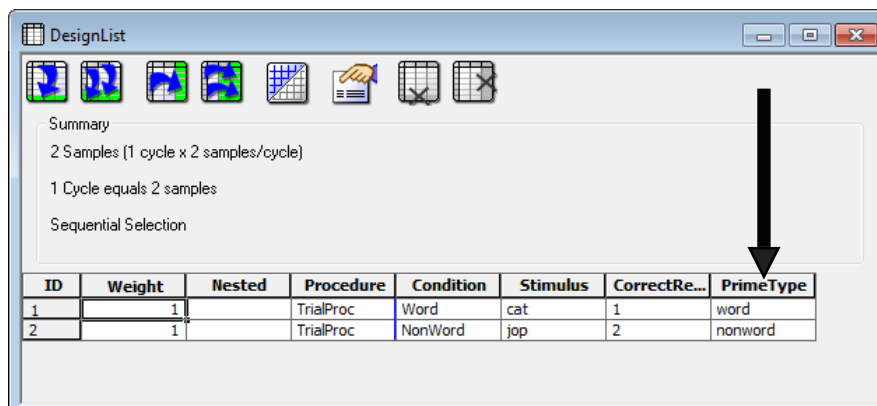 DesignList
Summary
2 Samples (1 cycle x 2 samples/cycle)
1 Cycle equals 2 samples
Sequential Selection
ID Weight Nested Procedure Condition Stimulus CorrectRe... PrimeType
1 1 TrialProc Word cat 1 word
2 1 TrialProc NonWord jop 2 nonword